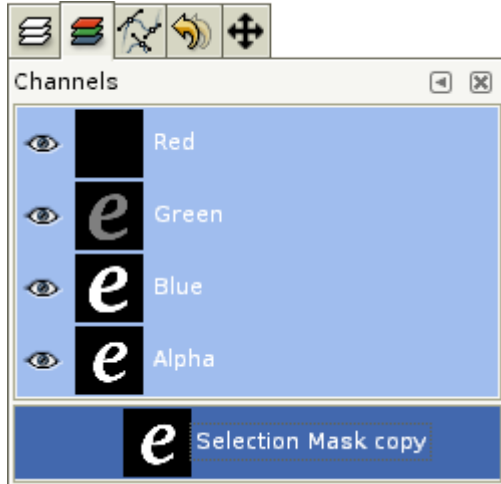 Channels
Red
e Green
e Blue
e Alpha
e Selection Mask copy